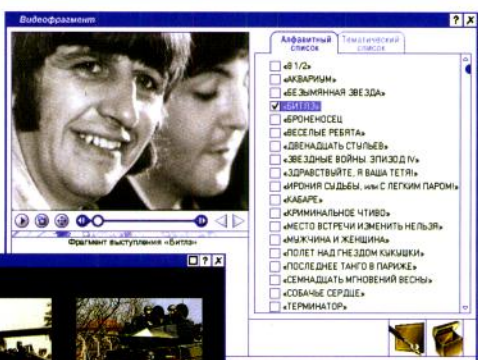 Видеофрагмент
Алфавитный список
Тематический список
«8 1/2»
«АКВАРИУМ»
«БЕЗЫМЯННАЯ ЗВЕЗДА»
«БИТЛЗ»
«БРОНЕНОСЕЦ
«ВЕСЕЛЫЕ РЕБЯТА»
«ДВЕНАДЦАТЬ СТУЛЬЕВ»
«ЗВЕЗДНЫЕ ВОЙНЫ. ЭПИЗОД IV»
«ЗДРАВСТВУЙТЕ, Я ВАША ТЕТЯ!»
«ИРОНИЯ СУДЬБЫ, или С ЛЕГКИМ ПАРОМ!»
«КАБАРЕ»
«КРИМИНАЛЬНОЕ ЧТИВО»
«МЕСТО ВСТРЕЧИ ИЗМЕНИТЬ НЕЛЬЗЯ»
«МУЖЧИНА И ЖЕНЩИНА»
«ПОЛЕТ НАД ГНЕЗДОМ КУКУШКИ»
«ПОСЛЕДНЕЕ ТАНГО В ПАРИЖЕ»
«СЕМНАДЦАТЬ МГНОВЕНИЙ ВЕСНЫ»
«СОБАЧЬЕ СЕРДЦЕ»
«ТЕРМИНАТОР»
Фрагмент выступления «Битлз»